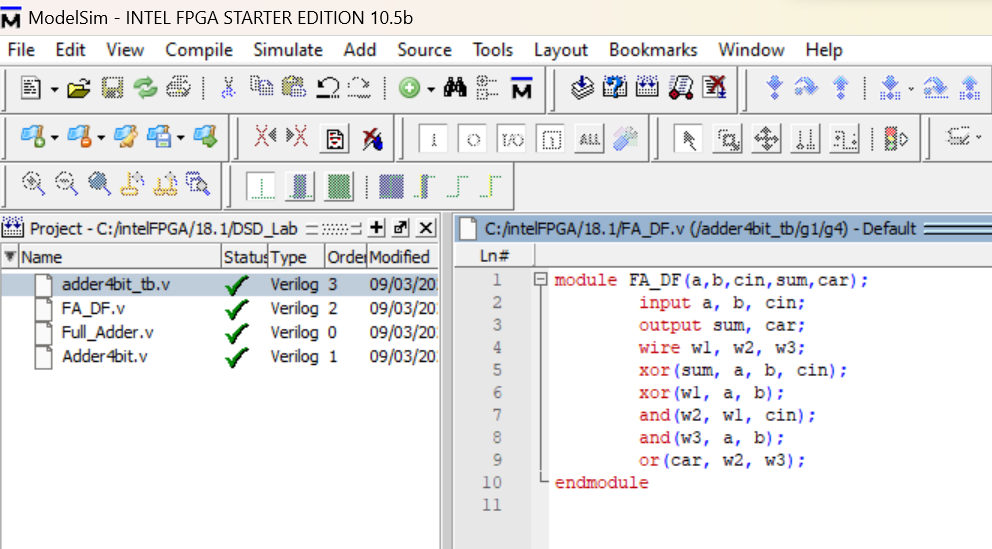 ModelSim - INTEL FPGA STARTER EDITION 10.5b
File Edit View Compile Simulate Add Source Tools Layout Bookmarks Window Help
Project - C:/intelFPGA/18.1/DSD_Lab
Name Status Type Order Modified
adder4bit_tb.v Verilog 3 09/03/20
FA_DF.v Verilog 2 09/03/20
Full_Adder.v Verilog 0 09/03/20
Adder4bit.v Verilog 1 09/03/20
C:/intelFPGA/18.1/FA_DF.v (/adder4bit_tb/g1/g4) - Default
Ln#
1 module FA_DF(a,b,cin,sum,car);
2 input a, b, cin;
3 output sum, car;
4 wire w1, w2, w3;
5 xor(sum, a, b, cin);
6 xor(w1, a, b);
7 and(w2, w1, cin);
8 and(w3, a, b);
9 or(car, w2, w3);
10 endmodule
11